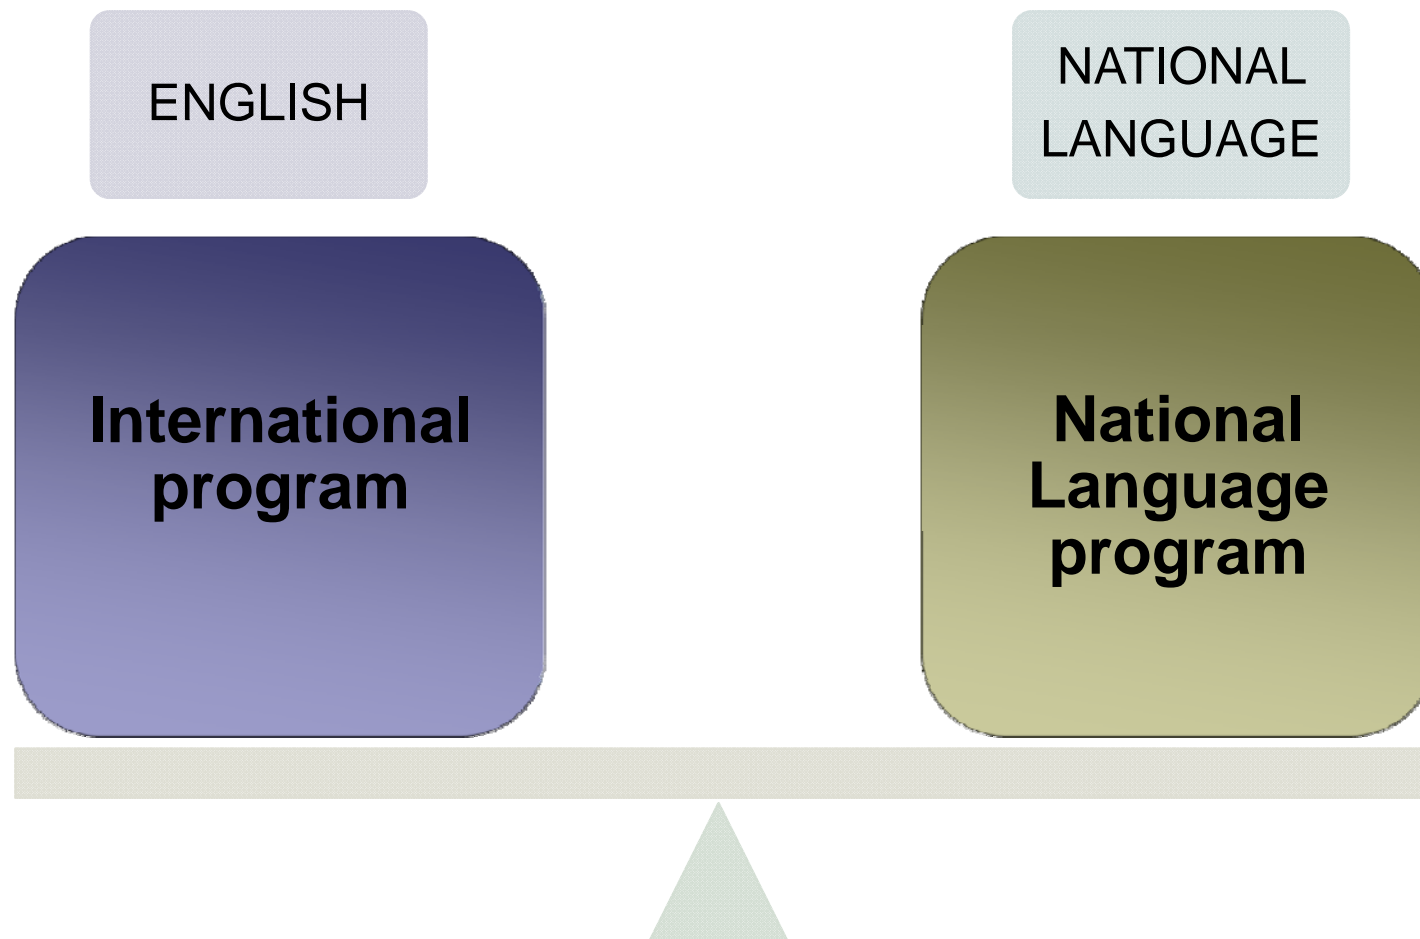 ENGLISH
NATIONAL
LANGUAGE
International
program
National
Language
program